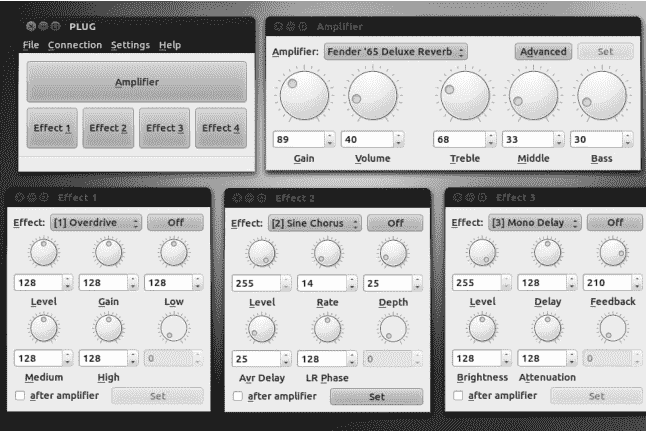 PLUG
File Connection Settings Help
Amplifier
Effect 1 Effect 2 Effect 3 Effect 4
Amplifier
Amplifier: Fender '65 Deluxe Reverb Advanced Set
89 40 68 33 30
Gain Volume Treble Middle Bass
Effect 1
Effect: [1] Overdrive Off
128 128 128
Level Gain Low
128 128 0
Medium High
after amplifier Set
Effect 2
Effect: [2] Sine Chorus Off
255 14 25
Level Rate Depth
25 128 0
Avr Delay LR Phase
after amplifier Set
Effect 3
Effect: [3] Mono Delay Off
255 128 210
Level Delay Feedback
128 128 0
Brightness Attenuation
after amplifier Set